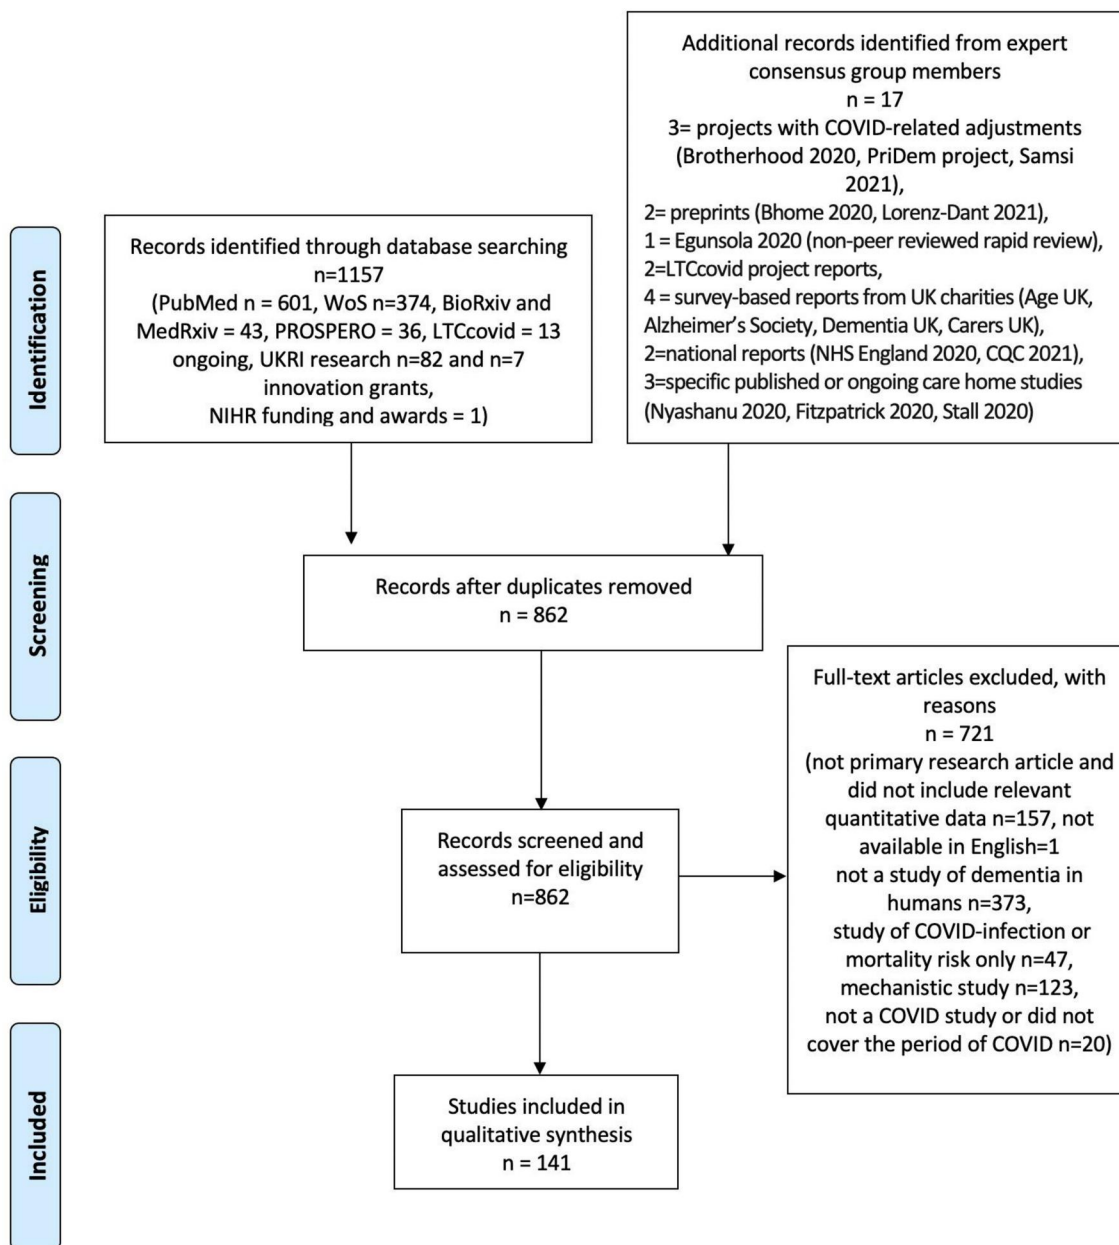 Additional records identified from expert
consensus group members
n = 17
3= projects with COVID-related adjustments
(Brotherhood 2020, PriDem project, Samsi
2021),
2= preprints (Bhome 2020, Lorenz-Dant 2021),
1 = Egunsola 2020 (non-peer reviewed rapid review),
2=LTCcovid project reports,
4 = survey-based reports from UK charities (Age UK,
Alzheimer's Society, Dementia UK, Carers UK),
2=national reports (NHS England 2020, CQC 2021),
3=specific published or ongoing care home studies
(Nyashanu 2020, Fitzpatrick 2020, Stall 2020)
Identification
Records identified through database searching
n=1157
(PubMed n = 601, WoS n=374, BioRxiv and
MedRxiv = 43, PROSPERO = 36, LTCcovid = 13
ongoing, UKRI research n=82 and n=7
innovation grants,
NIHR funding and awards = 1)
Screening
Records after duplicates removed
n = 862
Full-text articles excluded, with
reasons
n = 721
(not primary research article and
did not include relevant
quantitative data n=157, not
available in English=1
not a study of dementia in
humans n=373,
study of COVID-infection or
mortality risk only n=47,
mechanistic study n=123,
not a COVID study or did not
cover the period of COVID n=20)
Eligibility
Records screened and
assessed for eligibility
n=862
Included
Studies included in
qualitative synthesis
n = 141